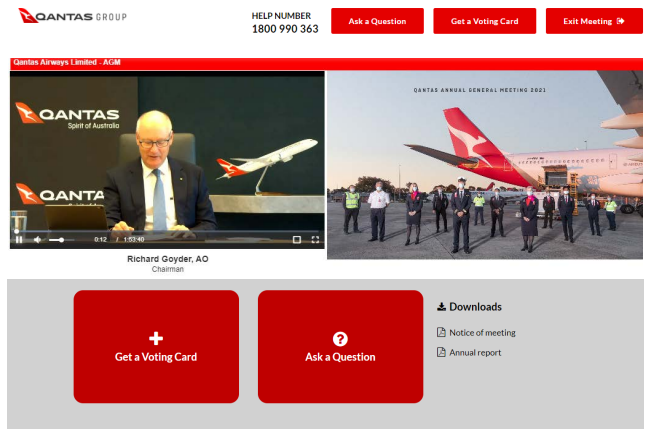 QANTAS GROUP
HELP NUMBER
1800 990 363
Ask a Question
Get a Voting Card
Exit Meeting
Qantas Airways Limited - AGM
QANTAS
Spirit of Australia
QANTA
0:12 / 1:53:40
QANTAS ANNUAL GENERAL MEETING 2021
Richard Goyder, AO
Chairman
Get a Voting Card
Ask a Question
Downloads
Notice of meeting
Annual report